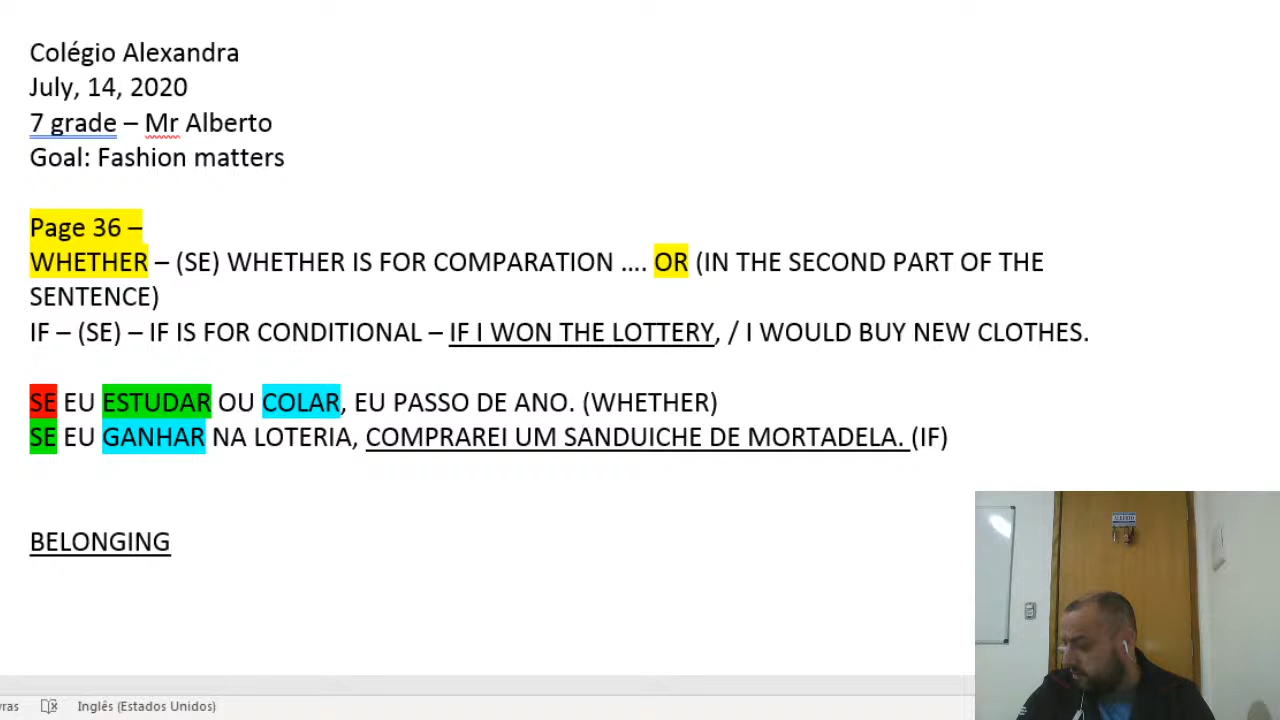 Colégio Alexandra
July, 14, 2020
7 grade – Mr Alberto
Goal: Fashion matters
Page 36 –
WHETHER – (SE) WHETHER IS FOR COMPARATION .... OR (IN THE SECOND PART OF THE
SENTENCE)
IF – (SE) – IF IS FOR CONDITIONAL – IF I WON THE LOTTERY, / I WOULD BUY NEW CLOTHES.
SE EU ESTUDAR OU COLAR, EU PASSO DE ANO. (WHETHER)
SE EU GANHAR NA LOTERIA, COMPRAREI UM SANDUICHE DE MORTADELA. (IF)
BELONGING
Inglês (Estados Unidos)